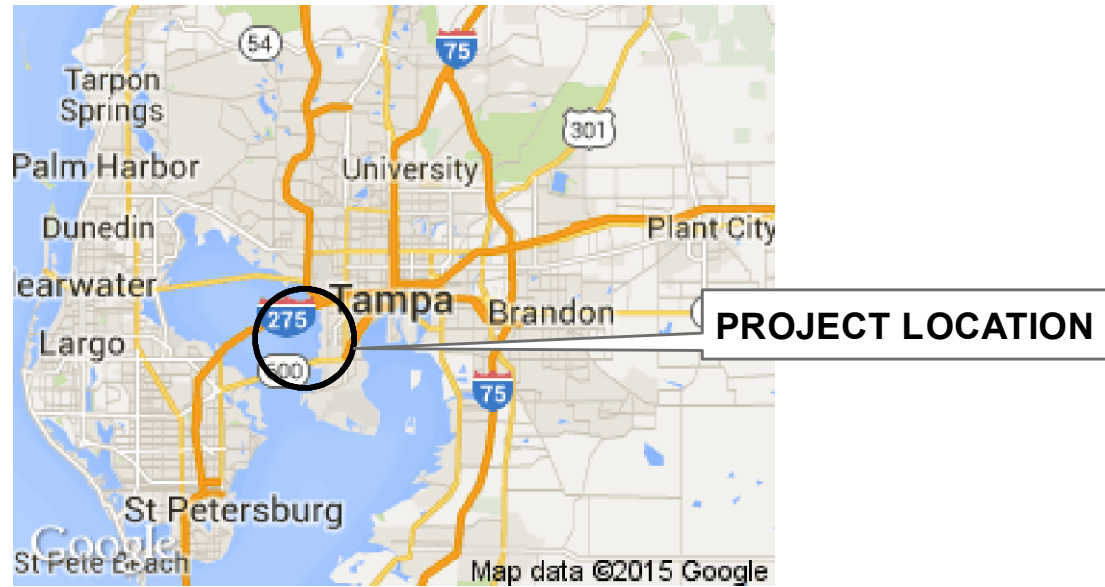 54
75
Tarpon
Springs
301
Palm Harbor
University
Dunedin
Plant City
learwater
Tampa
275
Brandon
PROJECT LOCATION
Largo
600
75
St Petersburg
Google
St Pete Beach
Map data ©2015 Google